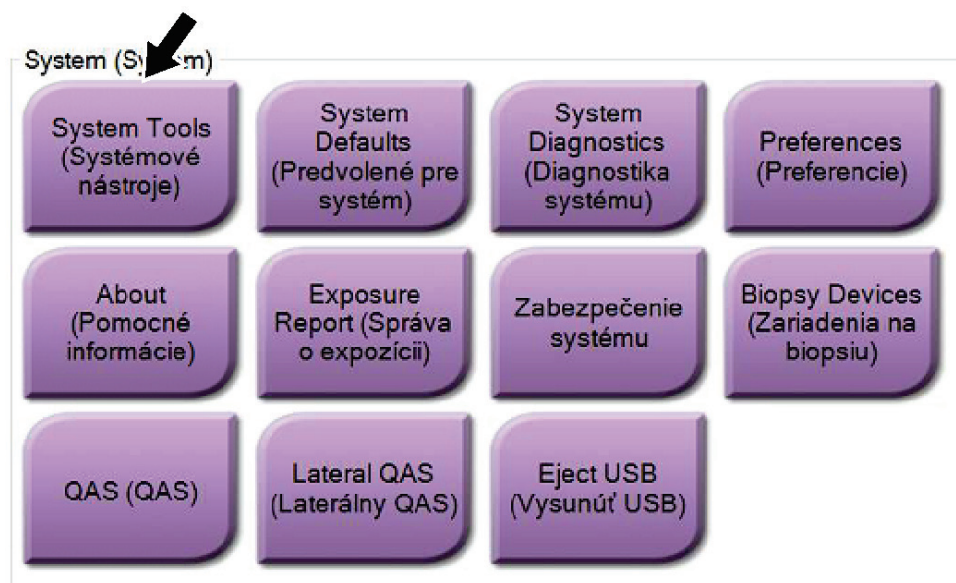 System (System)
System Tools
(Systémové
nástroje)
System
Defaults
(Predvolené pre
systém)
System
Diagnostics
(Diagnostika
systému)
Preferences
(Preferencie)
About
(Pomocné
informácie)
Exposure
Report (Správa
o expozícii)
Zabezpečenie
systému
Biopsy Devices
(Zariadenia na
biopsiu)
QAS (QAS)
Lateral QAS
(Laterálny QAS)
Eject USB
(Vysunúť USB)